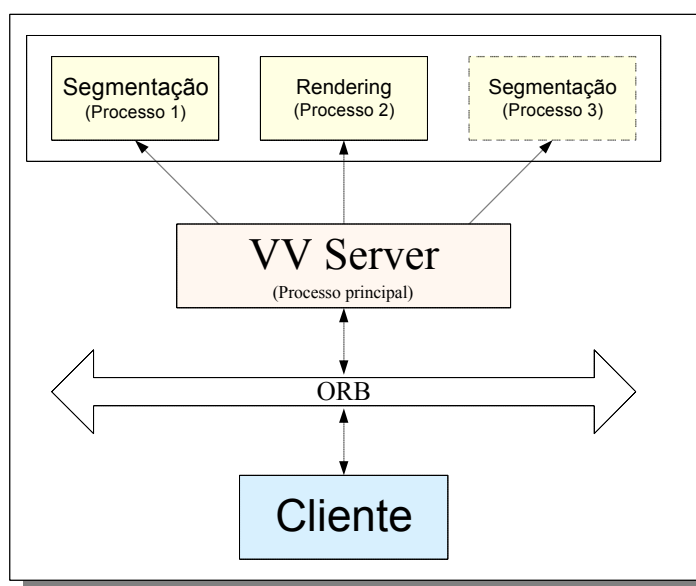 Segmentação
(Processo 1)
Rendering
(Processo 2)
Segmentação
(Processo 3)
VV Server
(Processo principal)
ORB
Cliente